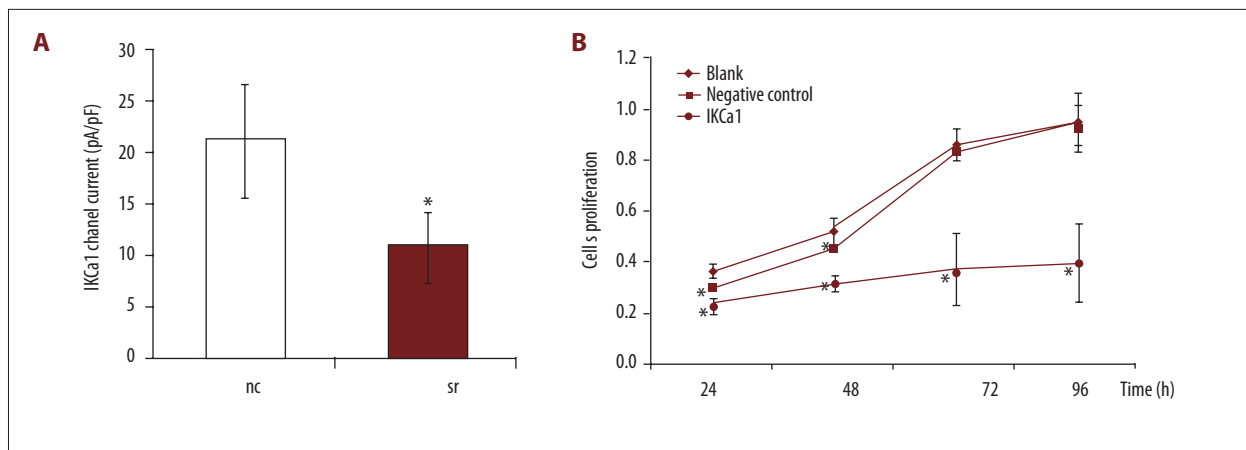 A
30
25
20
15
10
5
0
IKCa1 chanel current (pA/pF)
*
nc
sr
B
1.2
1.0
0.8
0.6
0.4
0.2
0.0
Cell s proliferation
Blank
Negative control
IKCa1
*
*
*
*
*
*
24
48
72
96
Time (h)